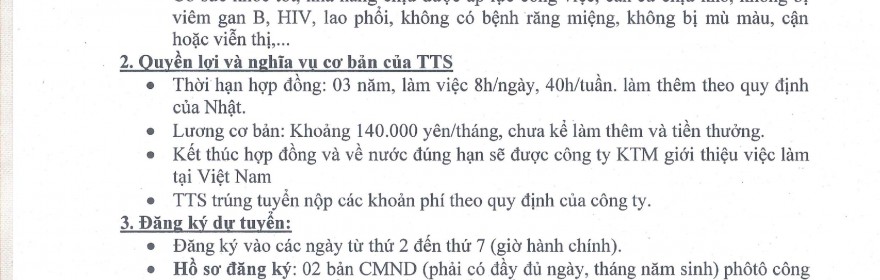 viêm gan B, HIV, lao phổi, không có bệnh răng miệng, không bị mù màu, cận
hoặc viễn thị,...
2. Quyền lợi và nghĩa vụ cơ bản của TTS
• Thời hạn hợp đồng: 03 năm, làm việc 8h/ngày, 40h/tuần. làm thêm theo quy định
của Nhật.
• Lương cơ bản: Khoảng 140.000 yên/tháng, chưa kể làm thêm và tiền thưởng.
• Kết thúc hợp đồng và về nước đúng hạn sẽ được công ty KTM giới thiệu việc làm
tại Việt Nam
• TTS trúng tuyển nộp các khoản phí theo quy định của công ty.
3. Đăng ký dự tuyển:
• Đăng ký vào các ngày từ thứ 2 đến thứ 7 (giờ hành chính).
• Hồ sơ đăng ký: 02 bản CMND (phải có đầy đủ ngày, tháng năm sinh) phôtô công